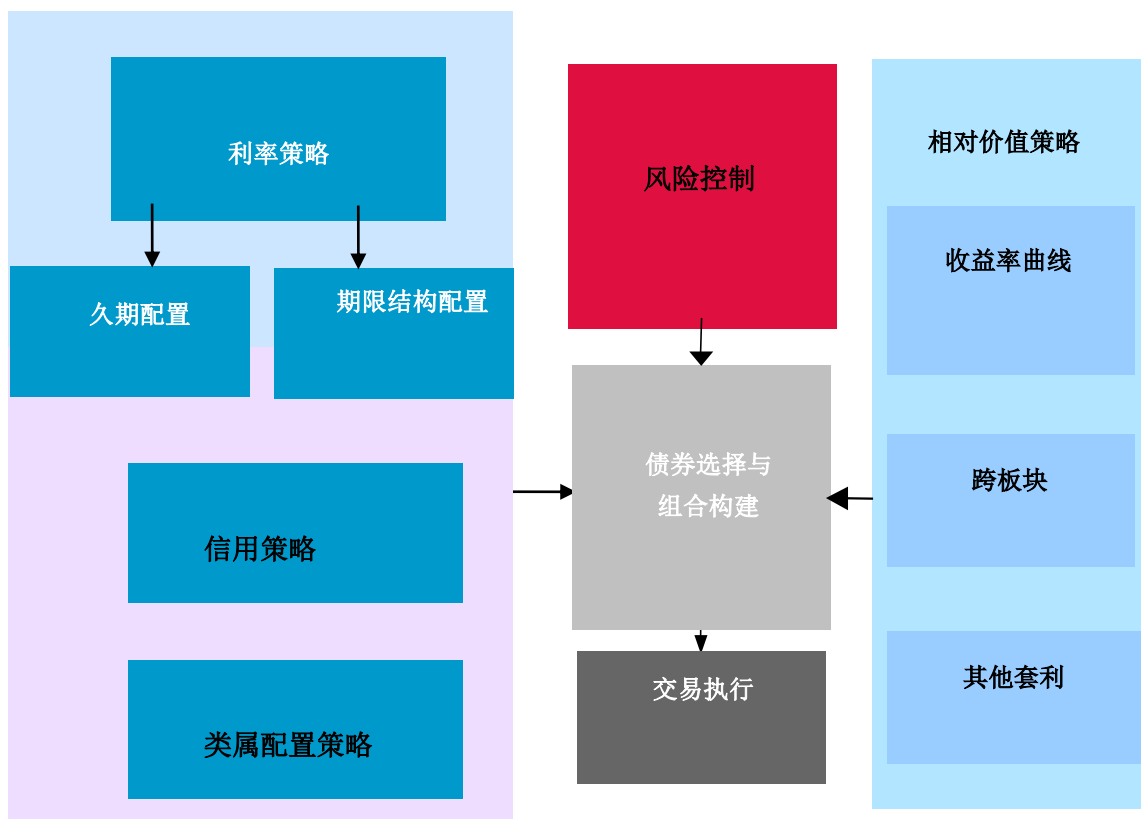 利率策略
久期配置
期限结构配置
信用策略
类属配置策略
风险控制
债券选择与
组合构建
交易执行
相对价值策略
收益率曲线
跨板块
其他套利